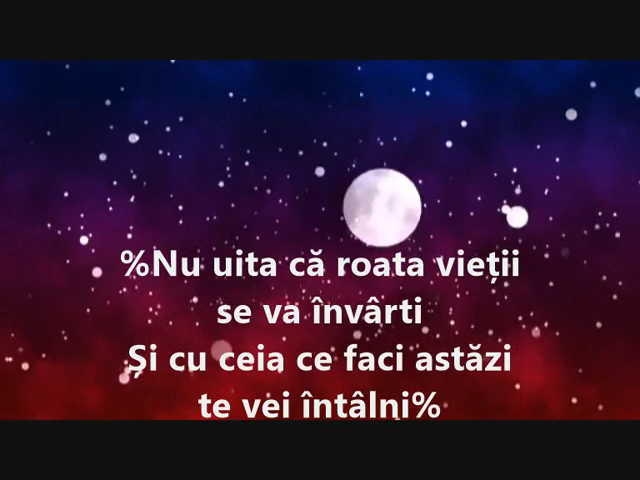 %Nu uita că roata vieții
se va învârti
Și cu ceia ce faci astăzi
te vei întâlni%